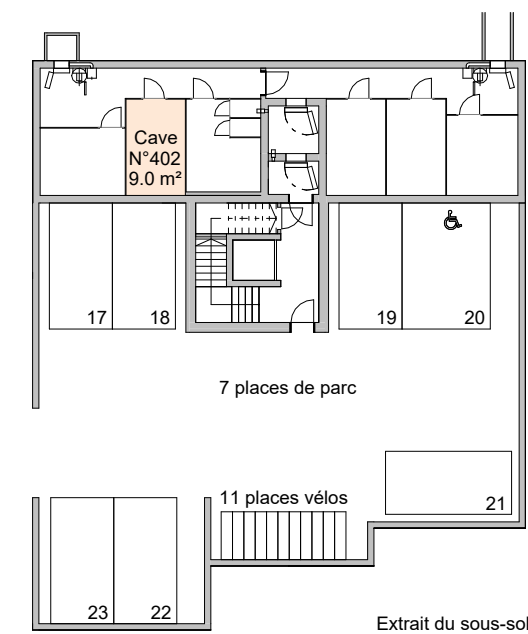 Cave
N°402
9.0 m²
17
18
19
20
7 places de parc
21
11 places vélos
23
22
Extrait du sous-sol